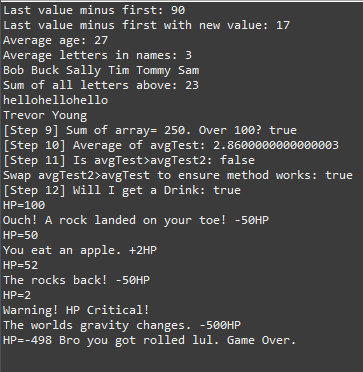 Last value minus first: 90
Last value minus first with new value: 17
Average age: 27
Average letters in names: 3
Bob Buck Sally Tim Tommy Sam
Sum of all letters above: 23
hellohellohello
Trevor Young
[Step 9] Sum of array= 250. Over 100? true
[Step 10] Average of avgTest: 2.8600000000000003
[Step 11] Is avgTest>avgTest2: false
Swap avgTest2>avgTest to ensure method works: true
[Step 12] Will I get a Drink: true
HP=100
Ouch! A rock landed on your toe! -50HP
HP=50
You eat an apple. +2HP
HP=52
The rocks back! -50HP
HP=2
Warning! HP Critical!
The worlds gravity changes. -500HP
HP=-498 Bro you got rolled lul. Game Over.